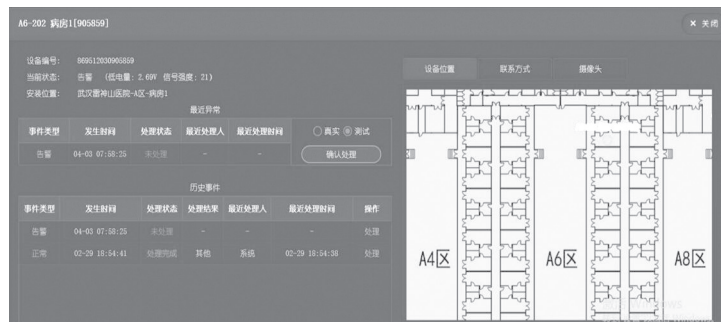 A6-202 病房1[905859]
× 关闭
设备编号: 869512030905859
当前状态: 告警 (低电量: 2.69V 信号强度: 21)
安装位置: 武汉雷神山医院-A区-病房1
设备位置 联系方式 摄像头
最近异常
事件类型 发生时间 处理状态 最近处理人 最近处理时间 真实 测试
告警 04-03 07:58:25 未处理 - - 确认处理
历史事件
事件类型 发生时间 处理状态 处理结果 最近处理人 最近处理时间 操作
告警 04-03 07:58:25 未处理 - - - 处理
正常 02-29 18:54:41 处理完成 其他 系统 02-29 18:54:38 处理
A4区 A6区 A8区